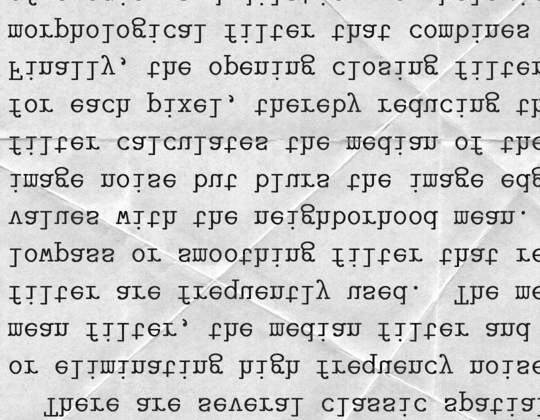 There are several classic spatial
or eliminating high frequency noise
mean filter, the median filter and
filter are frequently used. The me
lowpass or smoothing filter that re
values with the neighborhood mean.
image noise but blurs the image edg
filter calculates the median of the
for each pixel, thereby reducing th
Finally, the opening closing filter
morphological filter that combines